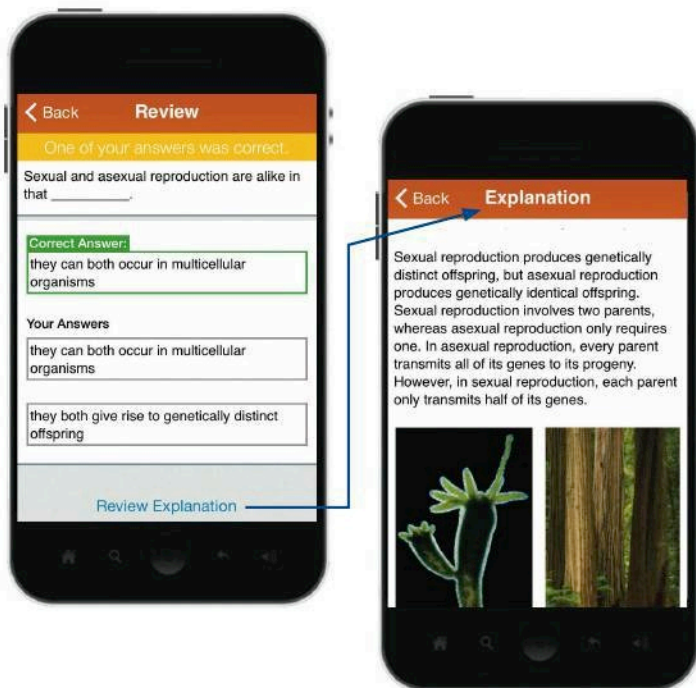 Back
Review
One of your answers was correct.
Sexual and asexual reproduction are alike in
that __________.
Correct Answer:
they can both occur in multicellular
organisms
Your Answers
they can both occur in multicellular
organisms
they both give rise to genetically distinct
offspring
Review Explanation
Back
Explanation
Sexual reproduction produces genetically
distinct offspring, but asexual reproduction
produces genetically identical offspring.
Sexual reproduction involves two parents,
whereas asexual reproduction only requires
one. In asexual reproduction, every parent
transmits all of its genes to its progeny.
However, in sexual reproduction, each parent
only transmits half of its genes.